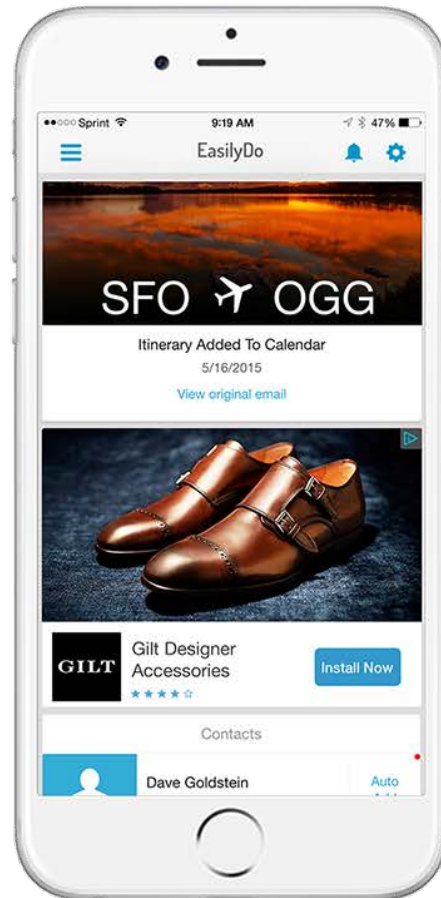 Sprint 9:19 AM 47%
EasilyDo
SFO OGG
Itinerary Added To Calendar
5/16/2015
View original email
GILT
Gilt Designer
Accessories
Install Now
Contacts
Dave Goldstein
Auto